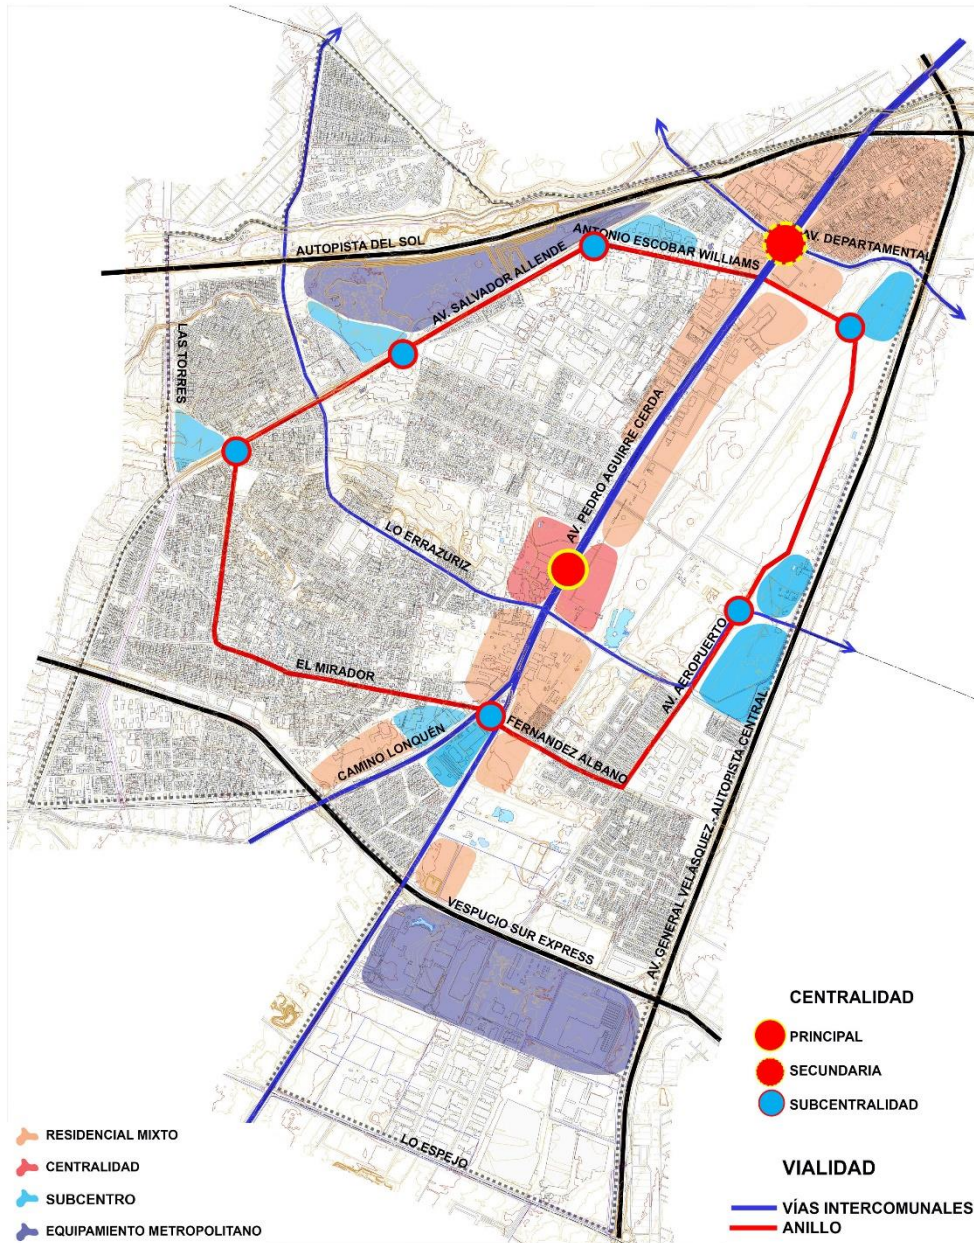 AUTOPISTA DEL SOL
ANTONIO ESCOBAR WILLIAMS
AV. DEPARTAMENTAL
AV. SALVADOR ALLENDE
LAS TORRES
AV. PEDRO AGUIRRE CERDA
LO ERRAZURIZ
EL MIRADOR
AV. AEROPUERTO
FERNANDEZ ALBANO
CAMINO LONQUÉN
AV. GENERAL VELÁSQUEZ - AUTOPISTA CENTRAL
VESPUCIO SUR EXPRESS
LO ESPEJO
CENTRALIDAD
PRINCIPAL
SECUNDARIA
SUBCENTRALIDAD
VIALIDAD
VÍAS INTERCOMUNALES
ANILLO
RESIDENCIAL MIXTO
CENTRALIDAD
SUBCENTRO
EQUIPAMIENTO METROPOLITANO